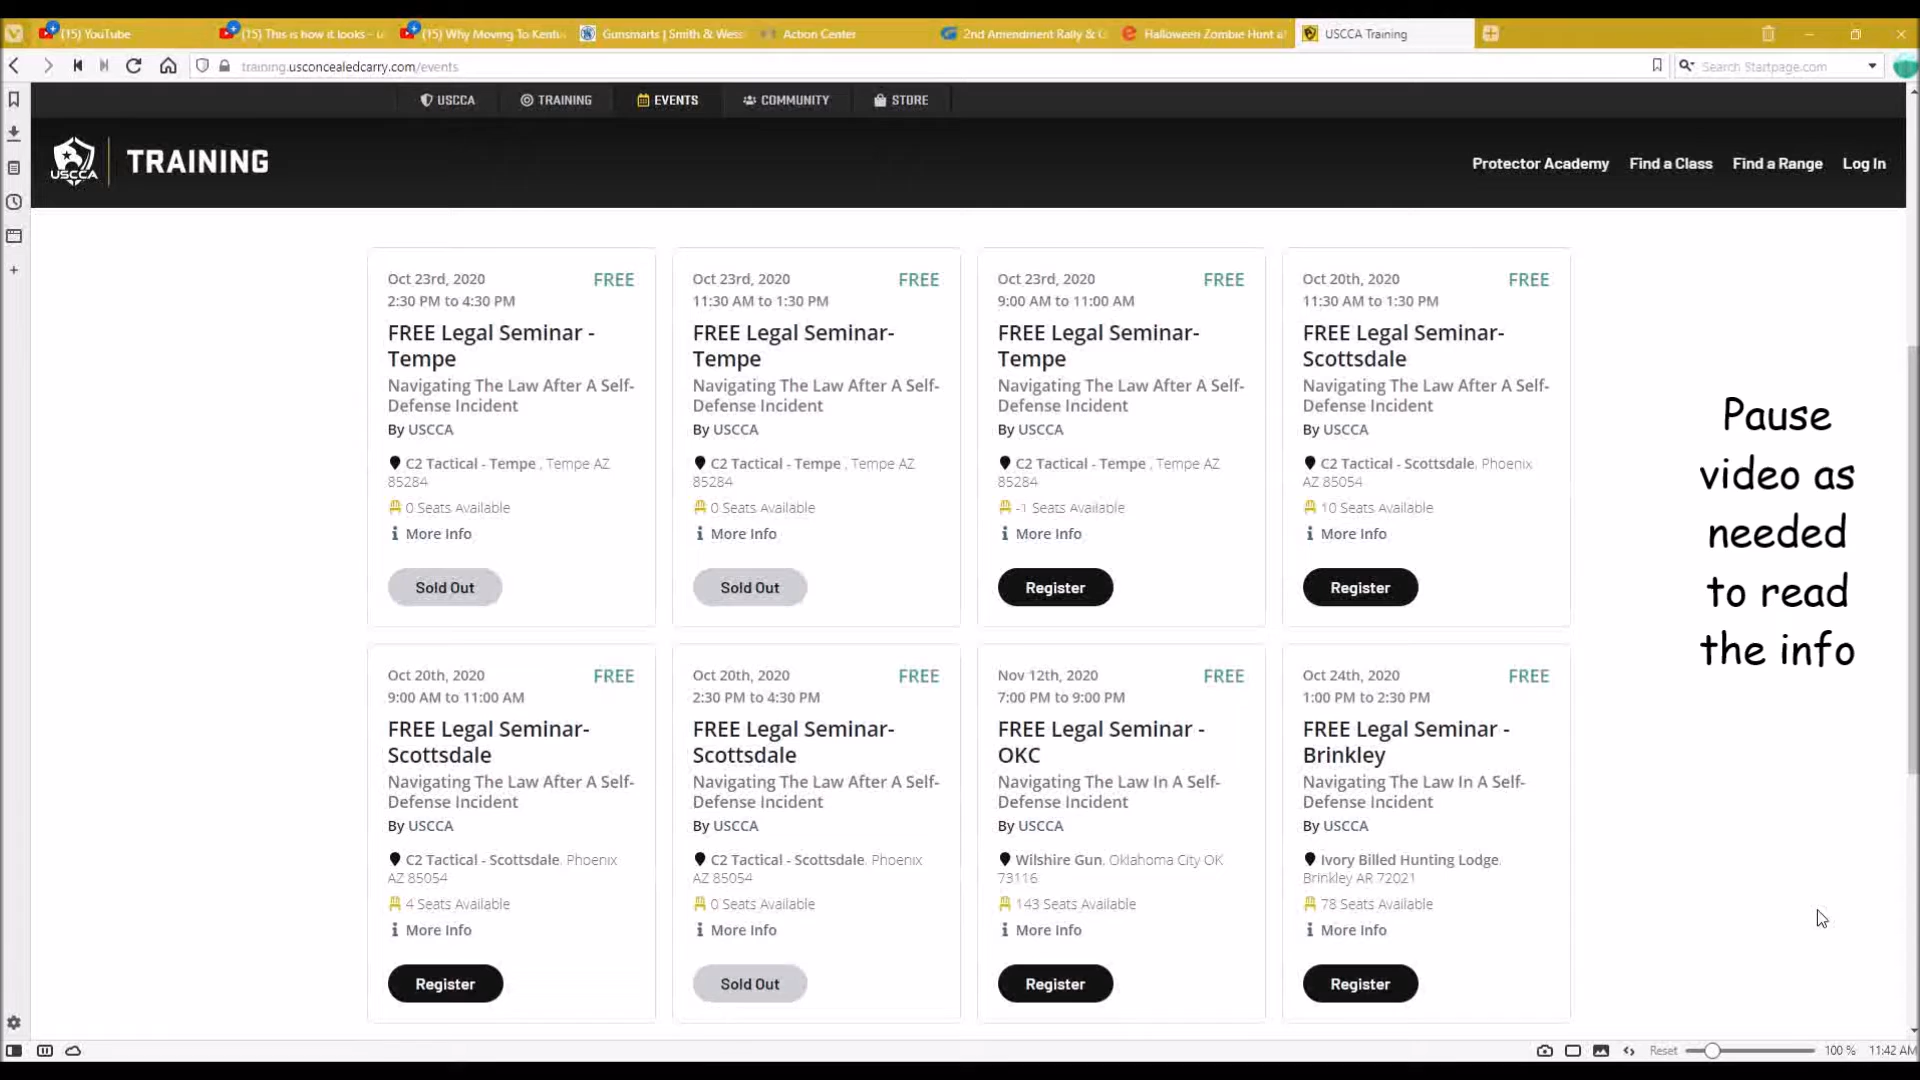 (15) YouTube
(15) This is how it looks - u
(15) Why Moving To Kentu
Gunsmarts | Smith & Wess
Action Center
2nd Amendment Rally & C
Halloween Zombie Hunt a
USCCA Training
training.usconcealedcarry.com/events
Search Startpage.com
USCCA
TRAINING
EVENTS
COMMUNITY
STORE
USCCA
TRAINING
Protector Academy
Find a Class
Find a Range
Log In
Oct 23rd, 2020
FREE
2:30 PM to 4:30 PM
FREE Legal Seminar -
Tempe
Navigating The Law After A Self-
Defense Incident
By USCCA
C2 Tactical - Tempe , Tempe AZ
85284
0 Seats Available
More Info
Sold Out
Oct 23rd, 2020
FREE
11:30 AM to 1:30 PM
FREE Legal Seminar-
Tempe
Navigating The Law After A Self-
Defense Incident
By USCCA
C2 Tactical - Tempe , Tempe AZ
85284
0 Seats Available
More Info
Sold Out
Oct 23rd, 2020
FREE
9:00 AM to 11:00 AM
FREE Legal Seminar-
Tempe
Navigating The Law After A Self-
Defense Incident
By USCCA
C2 Tactical - Tempe , Tempe AZ
85284
-1 Seats Available
More Info
Register
Oct 20th, 2020
FREE
11:30 AM to 1:30 PM
FREE Legal Seminar-
Scottsdale
Navigating The Law After A Self-
Defense Incident
By USCCA
C2 Tactical - Scottsdale, Phoenix
AZ 85054
10 Seats Available
More Info
Register
Pause
video as
needed
to read
the info
Oct 20th, 2020
FREE
9:00 AM to 11:00 AM
FREE Legal Seminar-
Scottsdale
Navigating The Law After A Self-
Defense Incident
By USCCA
C2 Tactical - Scottsdale, Phoenix
AZ 85054
4 Seats Available
More Info
Register
Oct 20th, 2020
FREE
2:30 PM to 4:30 PM
FREE Legal Seminar-
Scottsdale
Navigating The Law After A Self-
Defense Incident
By USCCA
C2 Tactical - Scottsdale, Phoenix
AZ 85054
0 Seats Available
More Info
Sold Out
Nov 12th, 2020
FREE
7:00 PM to 9:00 PM
FREE Legal Seminar -
OKC
Navigating The Law In A Self-
Defense Incident
By USCCA
Wilshire Gun, Oklahoma City OK
73116
143 Seats Available
More Info
Register
Oct 24th, 2020
FREE
1:00 PM to 2:30 PM
FREE Legal Seminar -
Brinkley
Navigating The Law In A Self-
Defense Incident
By USCCA
Ivory Billed Hunting Lodge,
Brinkley AR 72021
78 Seats Available
More Info
Register
Reset
100 %
11:42 AM